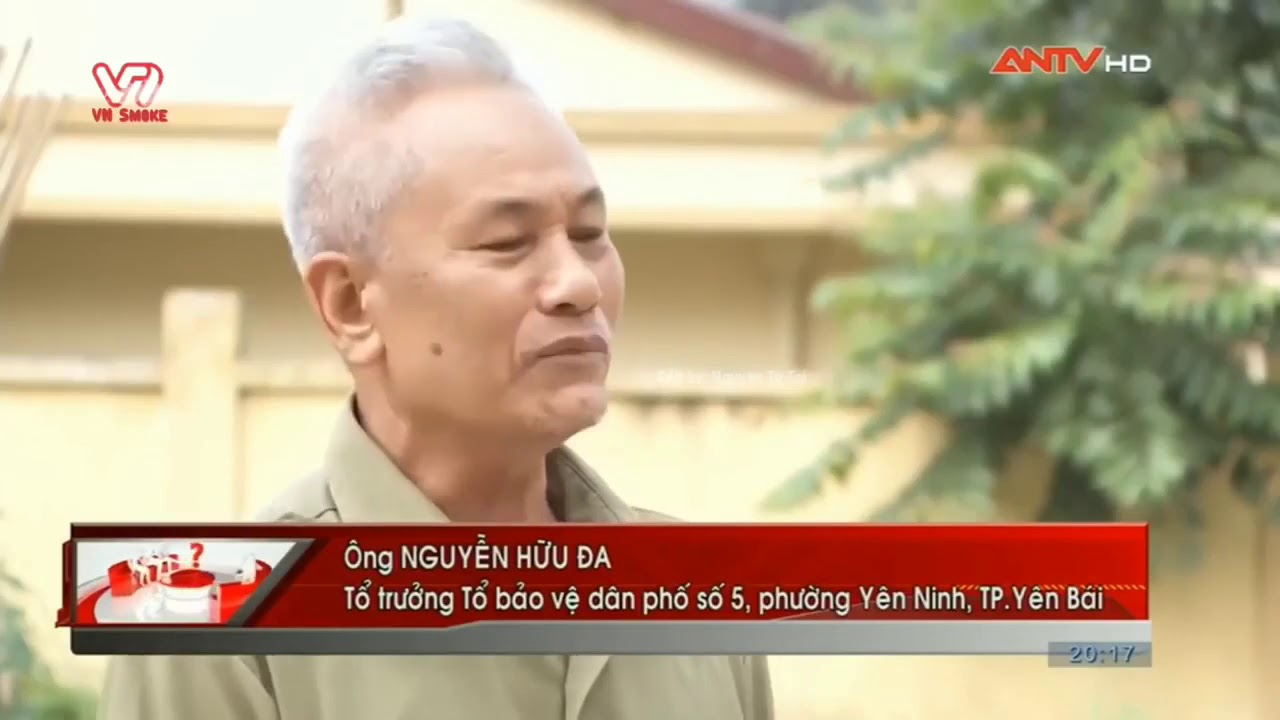 VN SMOKE
ANTV HD
Ông NGUYỄN HỮU ĐA
Tổ trưởng Tổ bảo vệ dân phố số 5, phường Yên Ninh, TP.Yên Bái
20:17